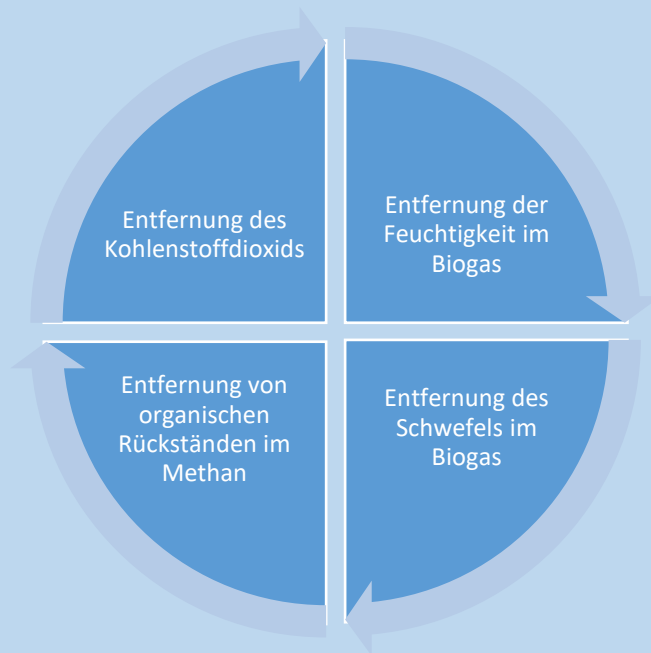 Entfernung des
Kohlenstoffdioxids
Entfernung der
Feuchtigkeit im
Biogas
Entfernung von
organischen
Rückständen im
Methan
Entfernung des
Schwefels im
Biogas